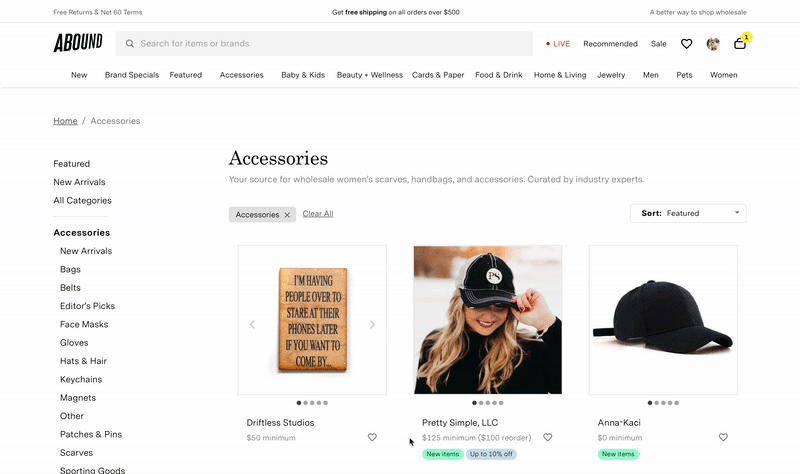 Free Returns & Net 60 Terms
Get free shipping on all orders over $500
A better way to shop wholesale
ABOUND
Search for items or brands
LIVE
Recommended
Sale
1
New
Brand Specials
Featured
Accessories
Baby & Kids
Beauty + Wellness
Cards & Paper
Food & Drink
Home & Living
Jewelry
Men
Pets
Women
Home / Accessories
Featured
New Arrivals
All Categories
Accessories
New Arrivals
Bags
Belts
Editor's Picks
Face Masks
Gloves
Hats & Hair
Keychains
Magnets
Other
Patches & Pins
Scarves
Sporting Goods
Accessories
Your source for wholesale women's scarves, handbags, and accessories. Curated by industry experts.
Accessories
Clear All
Sort: Featured
I'M HAVING
PEOPLE OVER TO
STARE AT THEIR
PHONES LATER
IF YOU WANT TO
COME BY...
Driftless Studios
$50 minimum
PS
Pretty Simple, LLC
$125 minimum ($100 reorder)
New items
Up to 10% off
Anna-Kaci
$0 minimum
New items